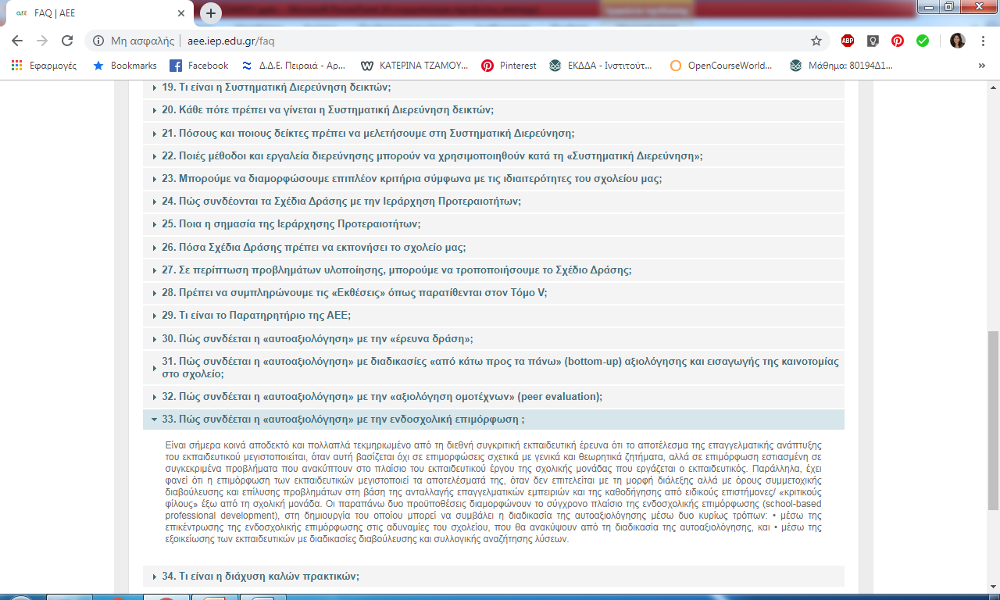 FAQ | ΑΕΕ
Μη ασφαλής | aee.iep.edu.gr/faq
ABP
Εφαρμογές Bookmarks Facebook Δ.Δ.Ε. Πειραιά - Αρ... ΚΑΤΕΡΙΝΑ ΤΖΑΜΟΥ... Pinterest ΕΚΔΔΑ - Ινστιτούτ... OpenCourseWorld... Μάθημα: 80194Δ1... »
19. Τι είναι η Συστηματική Διερεύνηση δεικτών;
20. Κάθε πότε πρέπει να γίνεται η Συστηματική Διερεύνηση δεικτών;
21. Πόσους και ποιους δείκτες πρέπει να μελετήσουμε στη Συστηματική Διερεύνηση;
22. Ποιές μέθοδοι και εργαλεία διερεύνησης μπορούν να χρησιμοποιηθούν κατά τη «Συστηματική Διερεύνηση»;
23. Μπορούμε να διαμορφώσουμε επιπλέον κριτήρια σύμφωνα με τις ιδιαιτερότητες του σχολείου μας;
24. Πώς συνδέονται τα Σχέδια Δράσης με την Ιεράρχηση Προτεραιοτήτων;
25. Ποια η σημασία της Ιεράρχησης Προτεραιοτήτων;
26. Πόσα Σχέδια Δράσης πρέπει να εκπονήσει το σχολείο μας;
27. Σε περίπτωση προβλημάτων υλοποίησης, μπορούμε να τροποποιήσουμε το Σχέδιο Δράσης;
28. Πρέπει να συμπληρώνουμε τις «Εκθέσεις» όπως παρατίθενται στον Τόμο V;
29. Τι είναι το Παρατηρητήριο της ΑΕΕ;
30. Πώς συνδέεται η «αυτοαξιολόγηση» με την «έρευνα δράση»;
31. Πώς συνδέεται η «αυτοαξιολόγηση» με διαδικασίες «από κάτω προς τα πάνω» (bottom-up) αξιολόγησης και εισαγωγής της καινοτομίας
στο σχολείο;
32. Πώς συνδέεται η «αυτοαξιολόγηση» με την «αξιολόγηση ομοτέχνων» (peer evaluation);
33. Πώς συνδέεται η «αυτοαξιολόγηση» με την ενδοσχολική επιμόρφωση ;
Είναι σήμερα κοινά αποδεκτό και πολλαπλά τεκμηριωμένο από τη διεθνή συγκριτική εκπαιδευτική έρευνα ότι το αποτέλεσμα της επαγγελματικής ανάπτυξης
του εκπαιδευτικού μεγιστοποιείται, όταν αυτή βασίζεται όχι σε επιμορφώσεις σχετικά με γενικά και θεωρητικά ζητήματα, αλλά σε επιμόρφωση εστιασμένη σε
συγκεκριμένα προβλήματα που ανακύπτουν στο πλαίσιο του εκπαιδευτικού έργου της σχολικής μονάδας που εργάζεται ο εκπαιδευτικός. Παράλληλα, έχει
φανεί ότι η επιμόρφωση των εκπαιδευτικών μεγιστοποιεί τα αποτελέσματά της, όταν δεν επιτελείται με τη μορφή διάλεξης αλλά με όρους συμμετοχικής
διαβούλευσης και επίλυσης προβλημάτων στη βάση της ανταλλαγής επαγγελματικών εμπειριών και της καθοδήγησης από ειδικούς επιστήμονες/ «κριτικούς
φίλους» έξω από τη σχολική μονάδα. Οι παραπάνω δυο προϋποθέσεις διαμορφώνουν το σύγχρονο πλαίσιο της ενδοσχολικής επιμόρφωσης (school-based
professional development), στη δημιουργία του οποίου μπορεί να συμβάλει η διαδικασία της αυτοαξιολόγησης μέσω δυο κυρίως τρόπων: • μέσω της
επικέντρωσης της ενδοσχολικής επιμόρφωσης στις αδυναμίες του σχολείου, που θα ανακύψουν από τη διαδικασία της αυτοαξιολόγησης, και • μέσω της
εξοικείωσης των εκπαιδευτικών με διαδικασίες διαβούλευσης και συλλογικής αναζήτησης λύσεων.
34. Τι είναι η διάχυση καλών πρακτικών;